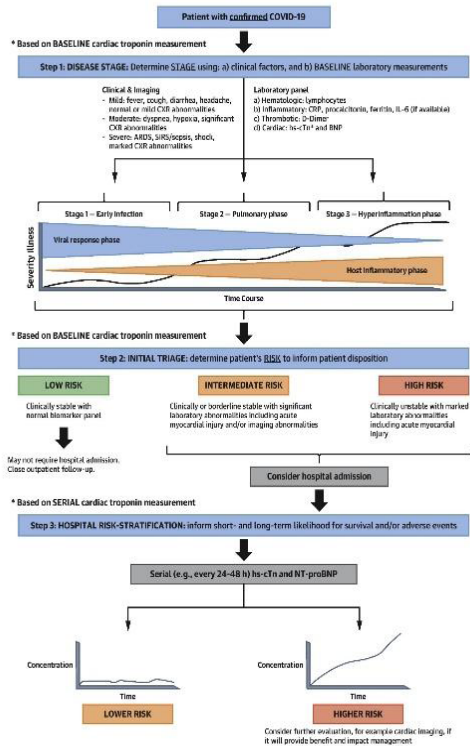 Patient with confirmed COVID-19
* Based on BASELINE cardiac troponin measurement
Step 1: DISEASE STAGE: Determine STAGE using: a) clinical factors, and b) BASELINE laboratory measurements
Clinical & Imaging
- Mild: fever, cough, diarrhea, headache,
normal or mild CXR abnormalities
- Moderate: dyspnea, hypoxia, significant
CXR abnormalities
- Severe: ARDS, SIRS/sepsis, shock,
marked CXR abnormalities
Laboratory panel
a) Hematologic: lymphocytes
b) Inflammatory: CRP, procalcitonin, ferritin, IL-6 (if available)
c) Thrombotic: D-Dimer
d) Cardiac: hs-cTn* and BNP
Stage 1 – Early Infection
Stage 2 – Pulmonary phase
Stage 3 – Hyperinflammation phase
Severity Illness
Viral response phase
Host Inflammatory phase
Time Course
* Based on BASELINE cardiac troponin measurement
Step 2: INITIAL TRIAGE: determine patient's RISK to inform patient disposition
LOW RISK
INTERMEDIATE RISK
HIGH RISK
Clinically stable with
normal biomarker panel
Clinically or borderline stable with significant
laboratory abnormalities including acute
myocardial injury and/or imaging abnormalities
Clinically unstable with marked
laboratory abnormalities
including acute myocardial
injury
May not require hospital admission.
Close outpatient follow-up.
Consider hospital admission
* Based on SERIAL cardiac troponin measurement
Step 3: HOSPITAL RISK-STRATIFICATION: inform short- and long-term likelihood for survival and/or adverse events
Serial (e.g., every 24-48 h) hs-cTn and NT-proBNP
Concentration
Time
LOWER RISK
Concentration
Time
HIGHER RISK
Consider further evaluation, for example cardiac imaging, if
it will provide benefit and impact management